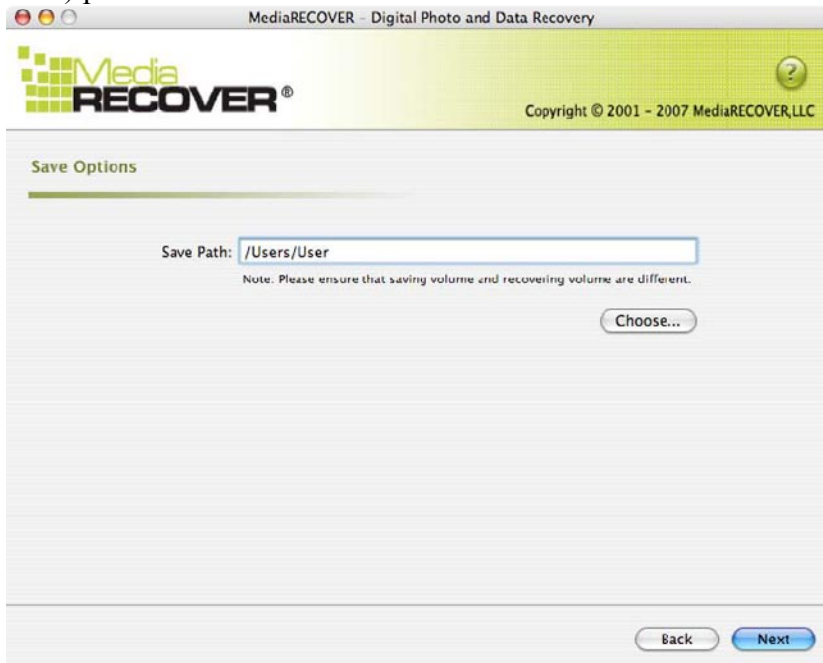 MediaRECOVER – Digital Photo and Data Recovery
Media
RECOVER®
?
Copyright © 2001 – 2007 MediaRECOVER,LLC
Save Options
Save Path: /Users/User
Note. Please ensure that saving volume and recovering volume are different.
Choose...
Back Next